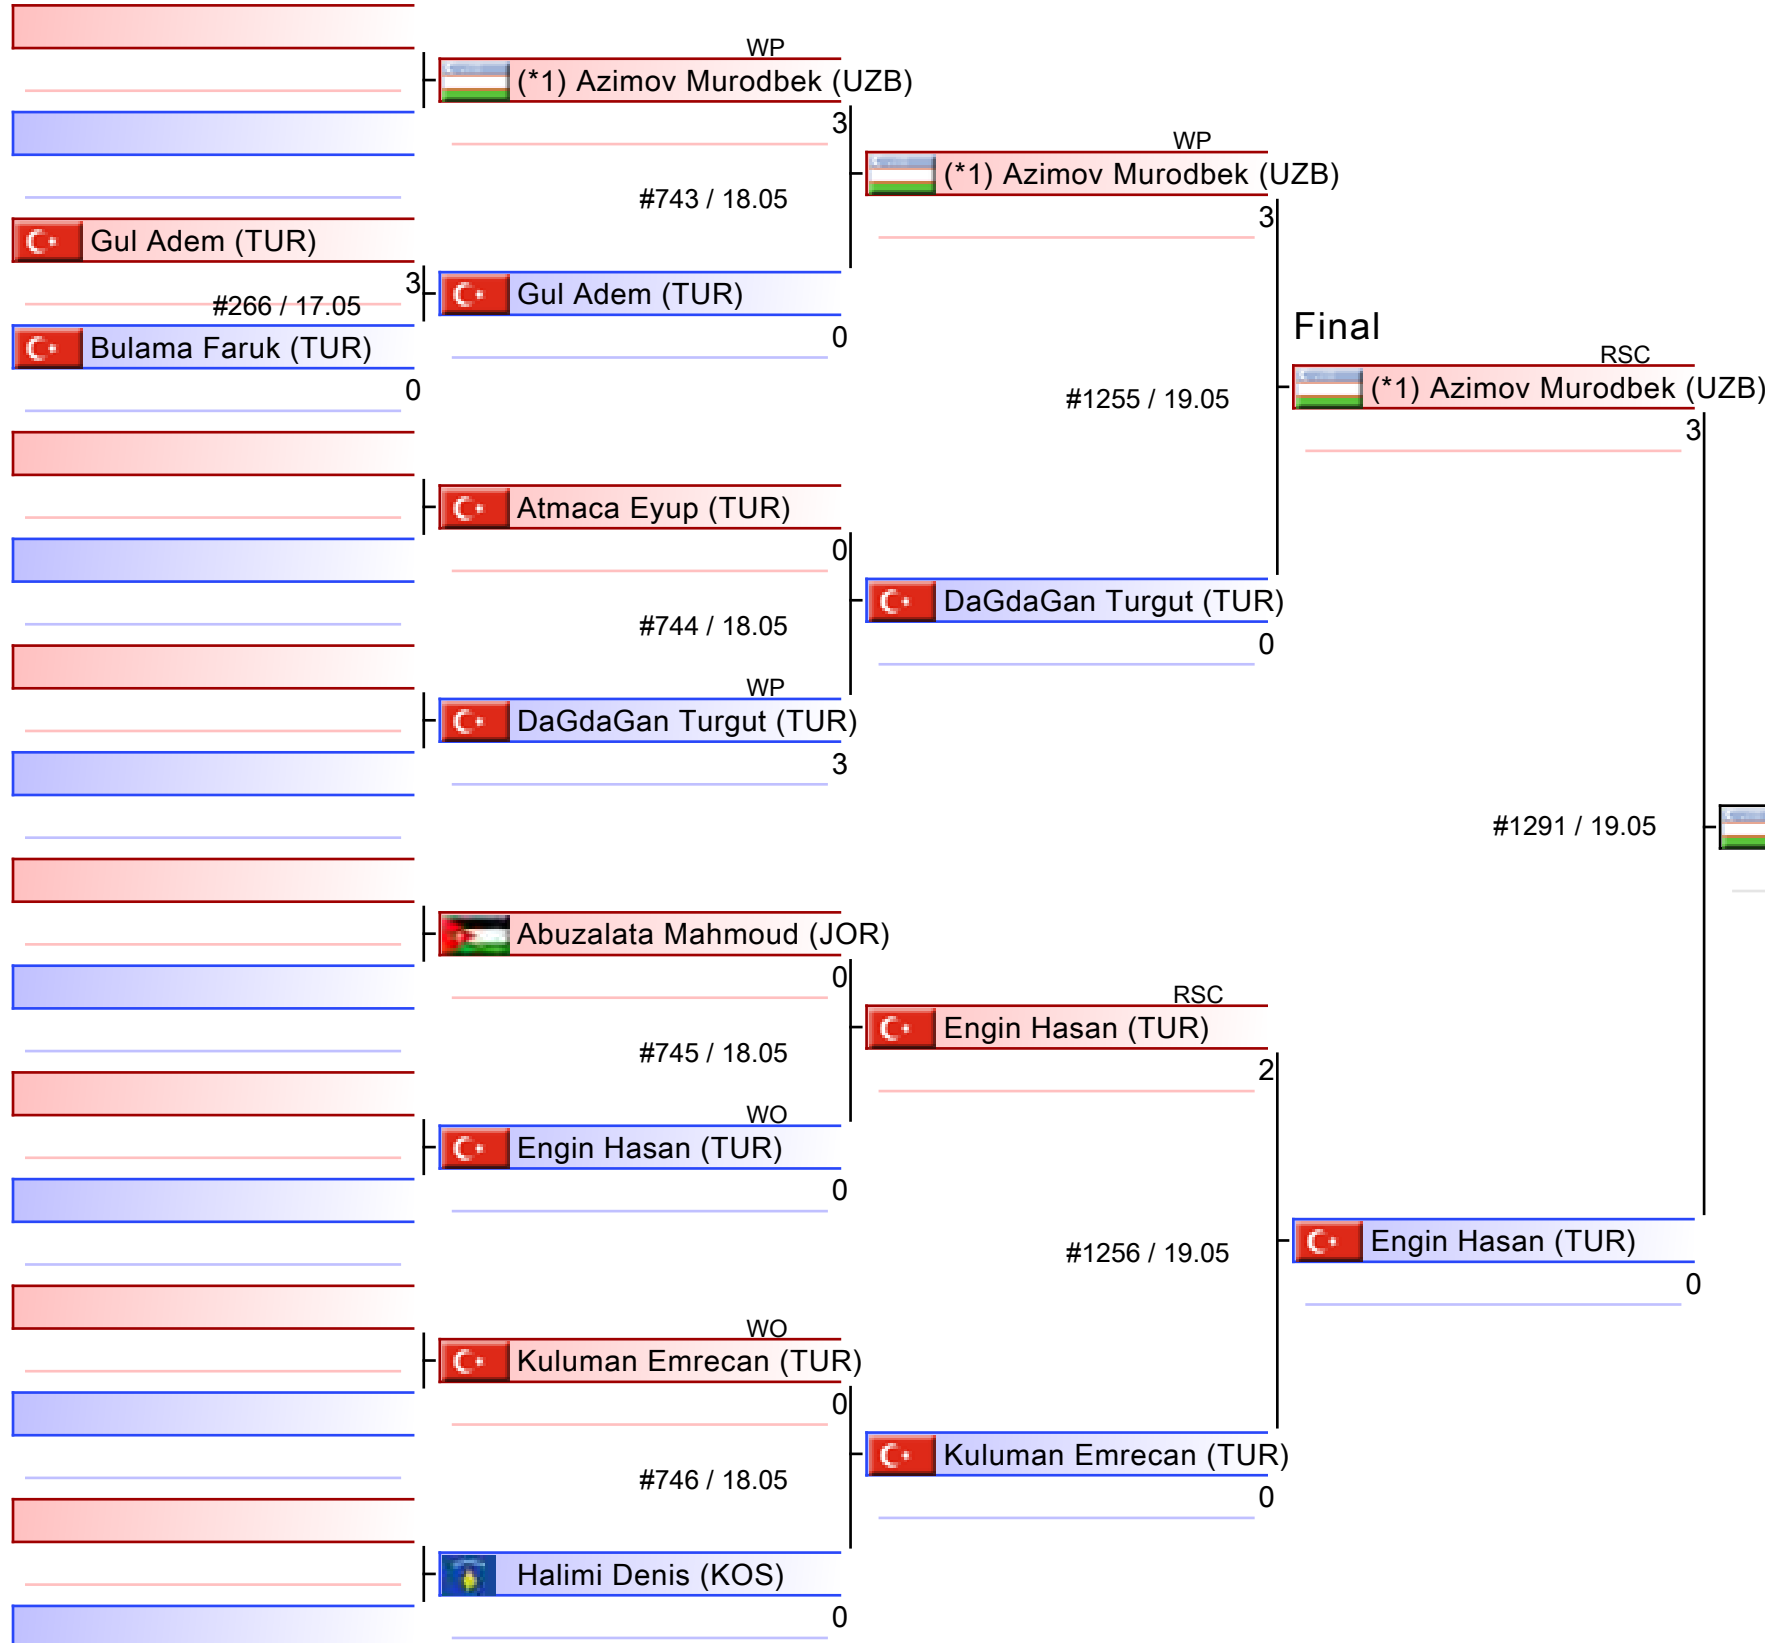 WP
(*1) Azimov Murodbek (UZB)
3
WP
(*1) Azimov Murodbek (UZB)
#743 / 18.05
3
Gul Adem (TUR)
3
#266 / 17.05
Gul Adem (TUR)
Final
0
Bulama Faruk (TUR)
RSC
0
(*1) Azimov Murodbek (UZB)
#1255 / 19.05
3
Atmaca Eyup (TUR)
0
DaGdaGan Turgut (TUR)
#744 / 18.05
0
WP
DaGdaGan Turgut (TUR)
3
#1291 / 19.05
Abuzalata Mahmoud (JOR)
0
RSC
Engin Hasan (TUR)
#745 / 18.05
2
WO
Engin Hasan (TUR)
0
Engin Hasan (TUR)
#1256 / 19.05
0
WO
Kuluman Emrecan (TUR)
0
Kuluman Emrecan (TUR)
#746 / 18.05
0
Halimi Denis (KOS)
0